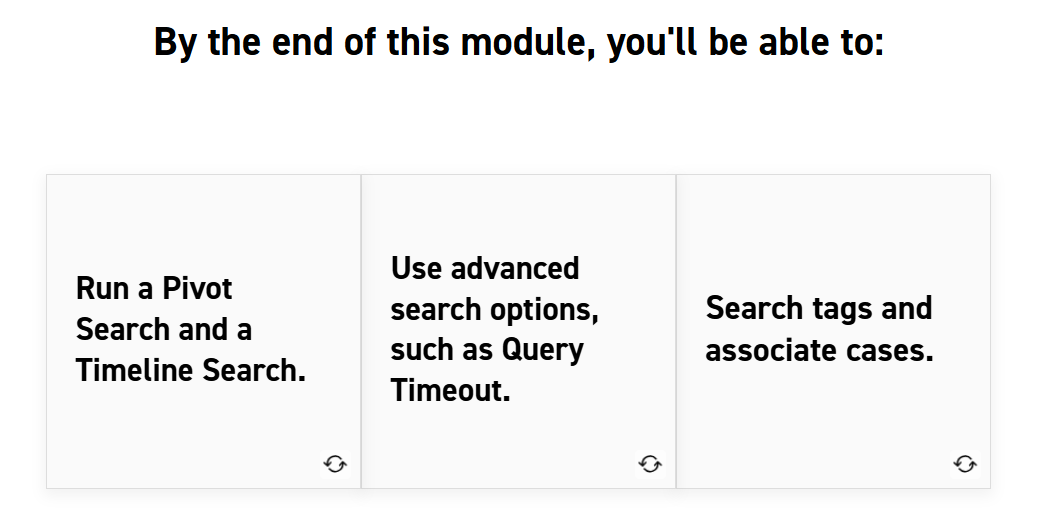 By the end of this module, you'll be able to:
Run a Pivot
Search and a
Timeline Search.
Use advanced
search options,
such as Query
Timeout.
Search tags and
associate cases.